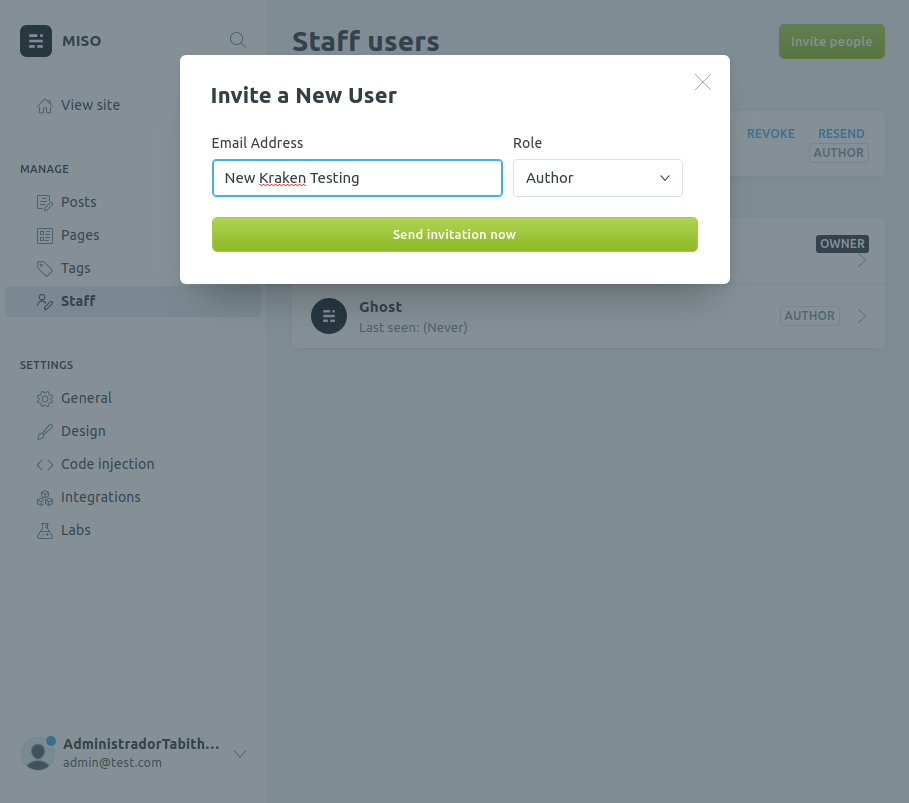 MISO
Staff users
Invite people
View site
MANAGE
Posts
Pages
Tags
Staff
SETTINGS
General
Design
Code injection
Integrations
Labs
AdministradorTabith...
admin@test.com
Invite a New User
Email Address
Role
New Kraken Testing
Author
Send invitation now
REVOKE
RESEND
AUTHOR
OWNER
Ghost
Last seen: (Never)
AUTHOR